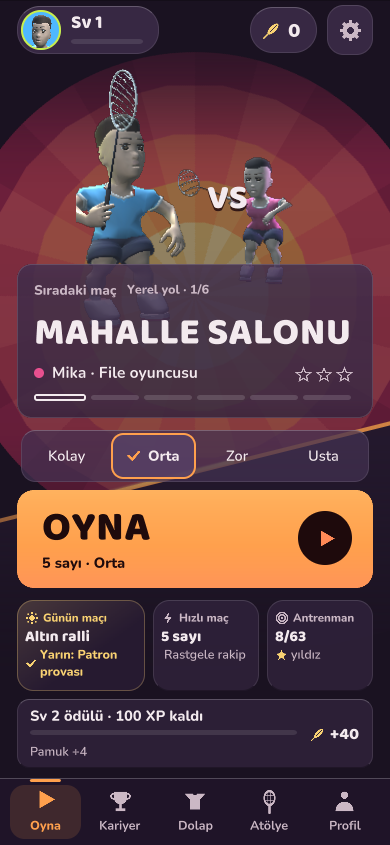 Sv 1
0
VS
Sıradaki maç Yerel yol · 1/6
MAHALLE SALONU
Mika · File oyuncusu
Kolay
Orta
Zor
Usta
OYNA
5 sayı · Orta
Günün maçı
Altın ralli
Yarın: Patron
provası
Hızlı maç
5 sayı
Rastgele rakip
Antrenman
8/63
yıldız
Sv 2 ödülü · 100 XP kaldı
+40
Pamuk +4
Oyna
Kariyer
Dolap
Atölye
Profil